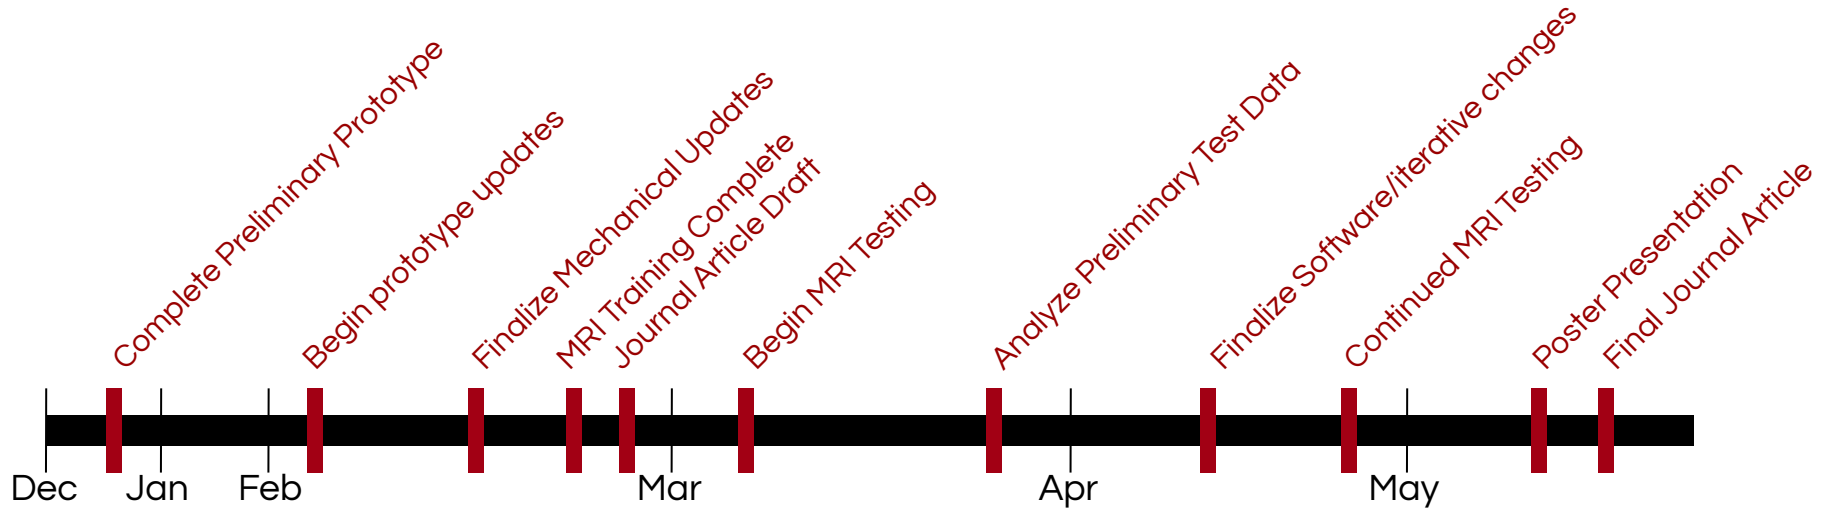 Complete Preliminary Prototype
Begin prototype updates
Finalize Mechanical Updates
MRI Training Complete
Journal Article Draft
Begin MRI Testing
Analyze Preliminary Test Data
Finalize Software/iterative changes
Continued MRI Testing
Poster Presentation
Final Journal Article
Dec
Jan
Feb
Mar
Apr
May